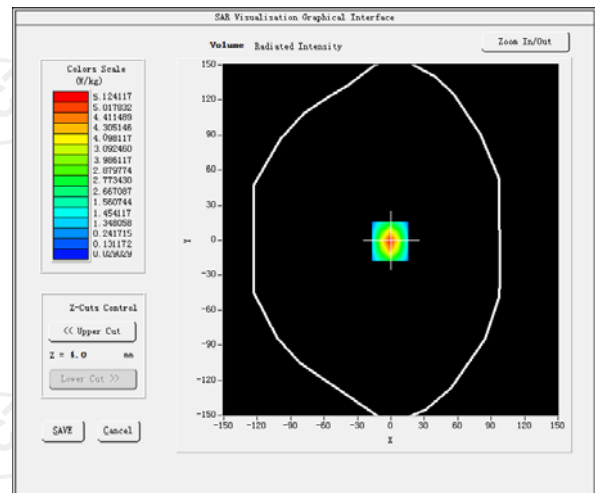 SAR Visualisation Graphical Interface
Volume Radiated Intensity
Zoom In/Out
Colors Scale
(W/kg)
5.124117
5.017832
4.411489
4.305146
4.098117
3.092460
3.986117
2.879774
2.773430
2.667087
1.560744
1.454117
1.348058
0.241715
0.131172
Z-Cuts Control
<< Upper Cut
Z = 4.0 mm
Lower Cut >>
SAVE
Cancel
150
120
90
60
30
0
-30
-60
-90
-120
-150
Y
-150 -120 -90 -60 -30 0 30 60 90 120 150
X